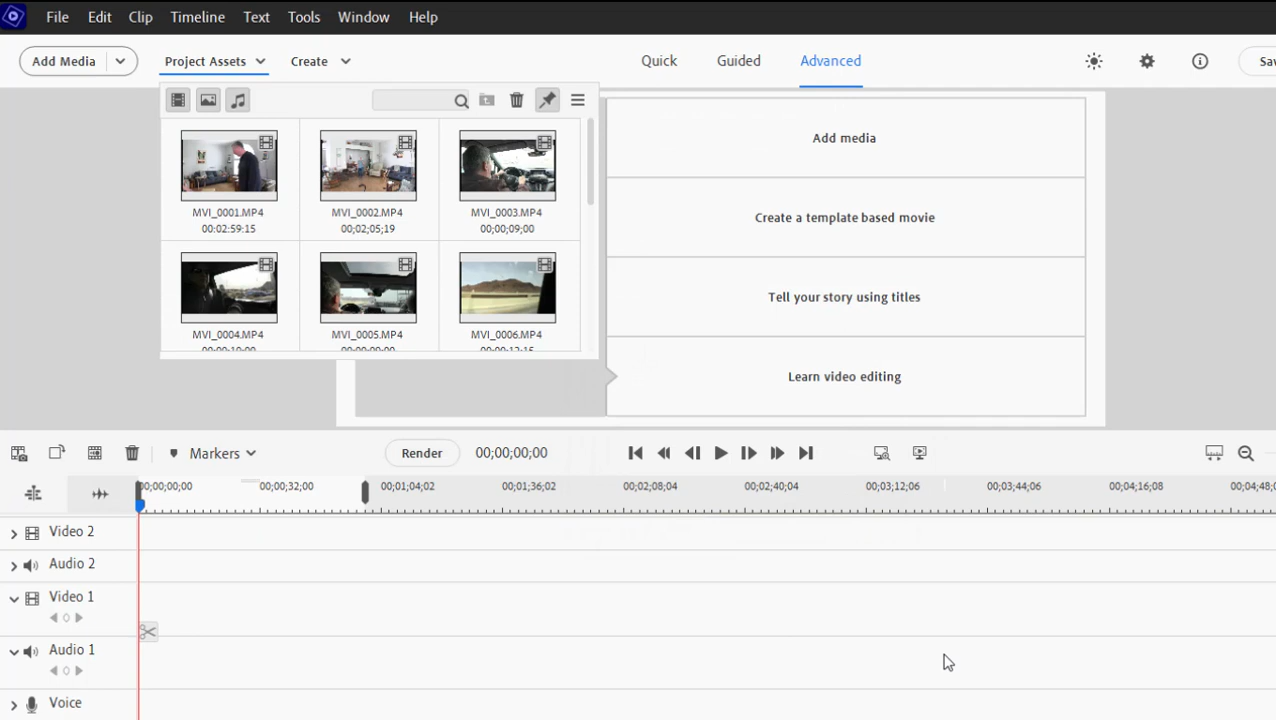 File Edit Clip Timeline Text Tools Window Help
Add Media Project Assets Create Quick Guided Advanced
Add media
MVI_0001.MP4 MVI_0002.MP4 MVI_0003.MP4
00:02:59:15 00;02;05;19 00;00;09;00
Create a template based movie
Tell your story using titles
MVI_0004.MP4 MVI_0005.MP4 MVI_0006.MP4
Learn video editing
Markers Render 00;00;00;00
00;00;00;00 00;00;32;00 00;01;04;02 00;01;36;02 00;02;08;04 00;02;40;04 00;03;12;06 00;03;44;06 00;04;16;08
Video 2
Audio 2
Video 1
Audio 1
Voice